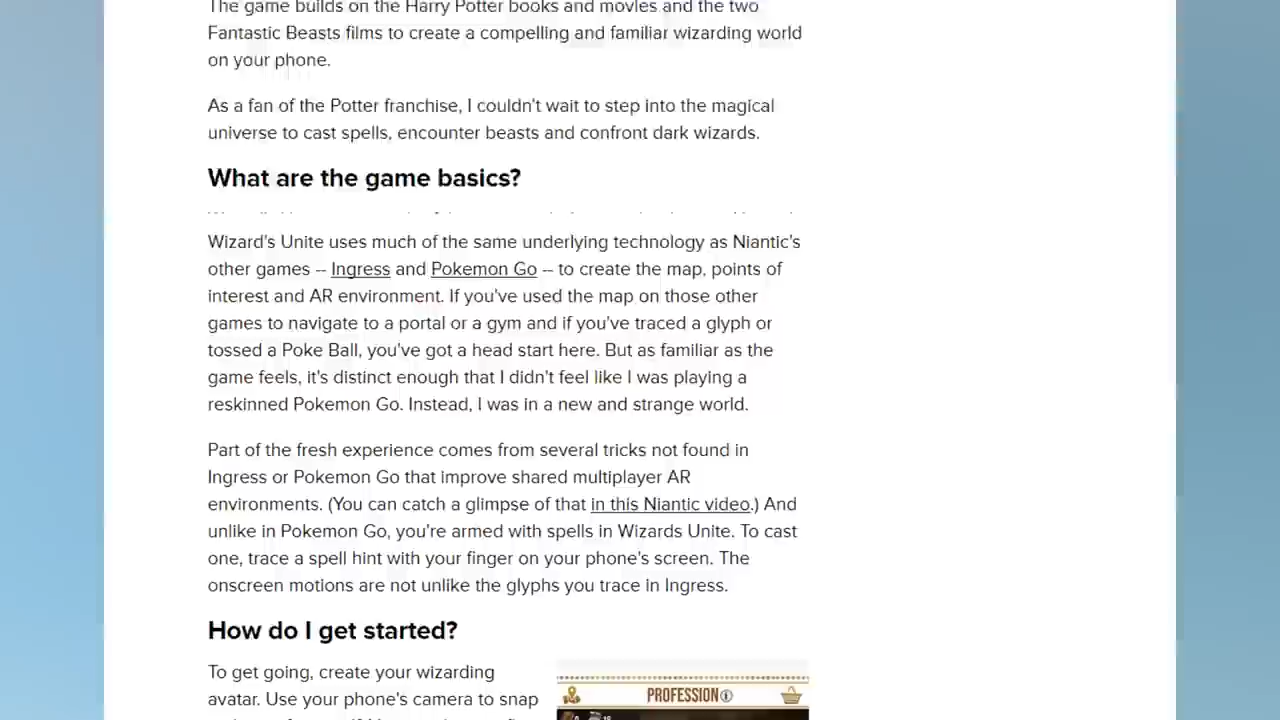 The game builds on the Harry Potter books and movies and the two
Fantastic Beasts films to create a compelling and familiar wizarding world
on your phone.
As a fan of the Potter franchise, I couldn't wait to step into the magical
universe to cast spells, encounter beasts and confront dark wizards.
What are the game basics?
Wizard's Unite uses much of the same underlying technology as Niantic's
other games -- Ingress and Pokemon Go -- to create the map, points of
interest and AR environment. If you've used the map on those other
games to navigate to a portal or a gym and if you've traced a glyph or
tossed a Poke Ball, you've got a head start here. But as familiar as the
game feels, it's distinct enough that I didn't feel like I was playing a
reskinned Pokemon Go. Instead, I was in a new and strange world.
Part of the fresh experience comes from several tricks not found in
Ingress or Pokemon Go that improve shared multiplayer AR
environments. (You can catch a glimpse of that in this Niantic video.) And
unlike in Pokemon Go, you're armed with spells in Wizards Unite. To cast
one, trace a spell hint with your finger on your phone's screen. The
onscreen motions are not unlike the glyphs you trace in Ingress.
How do I get started?
To get going, create your wizarding
avatar. Use your phone's camera to snap
PROFESSION